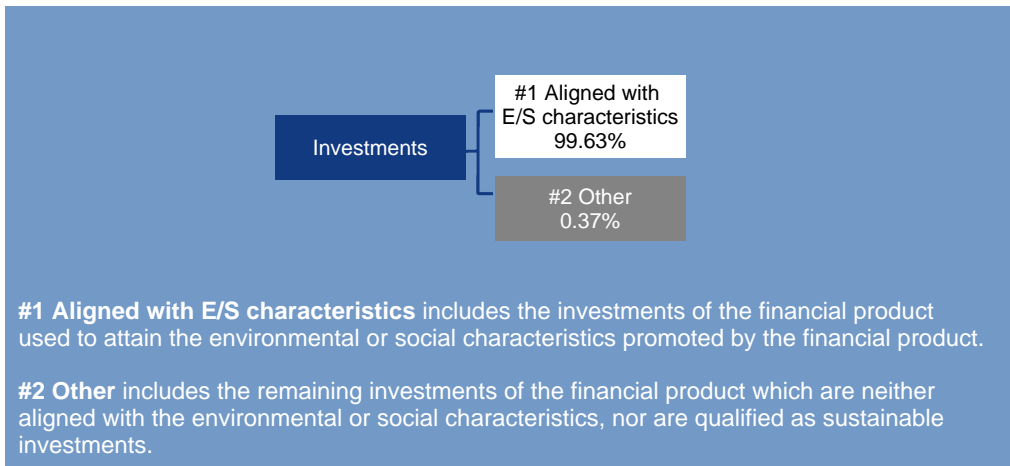 Investments
#1 Aligned with
E/S characteristics
99.63%
#2 Other
0.37%
#1 Aligned with E/S characteristics includes the investments of the financial product
used to attain the environmental or social characteristics promoted by the financial product.
#2 Other includes the remaining investments of the financial product which are neither
aligned with the environmental or social characteristics, nor are qualified as sustainable
investments.